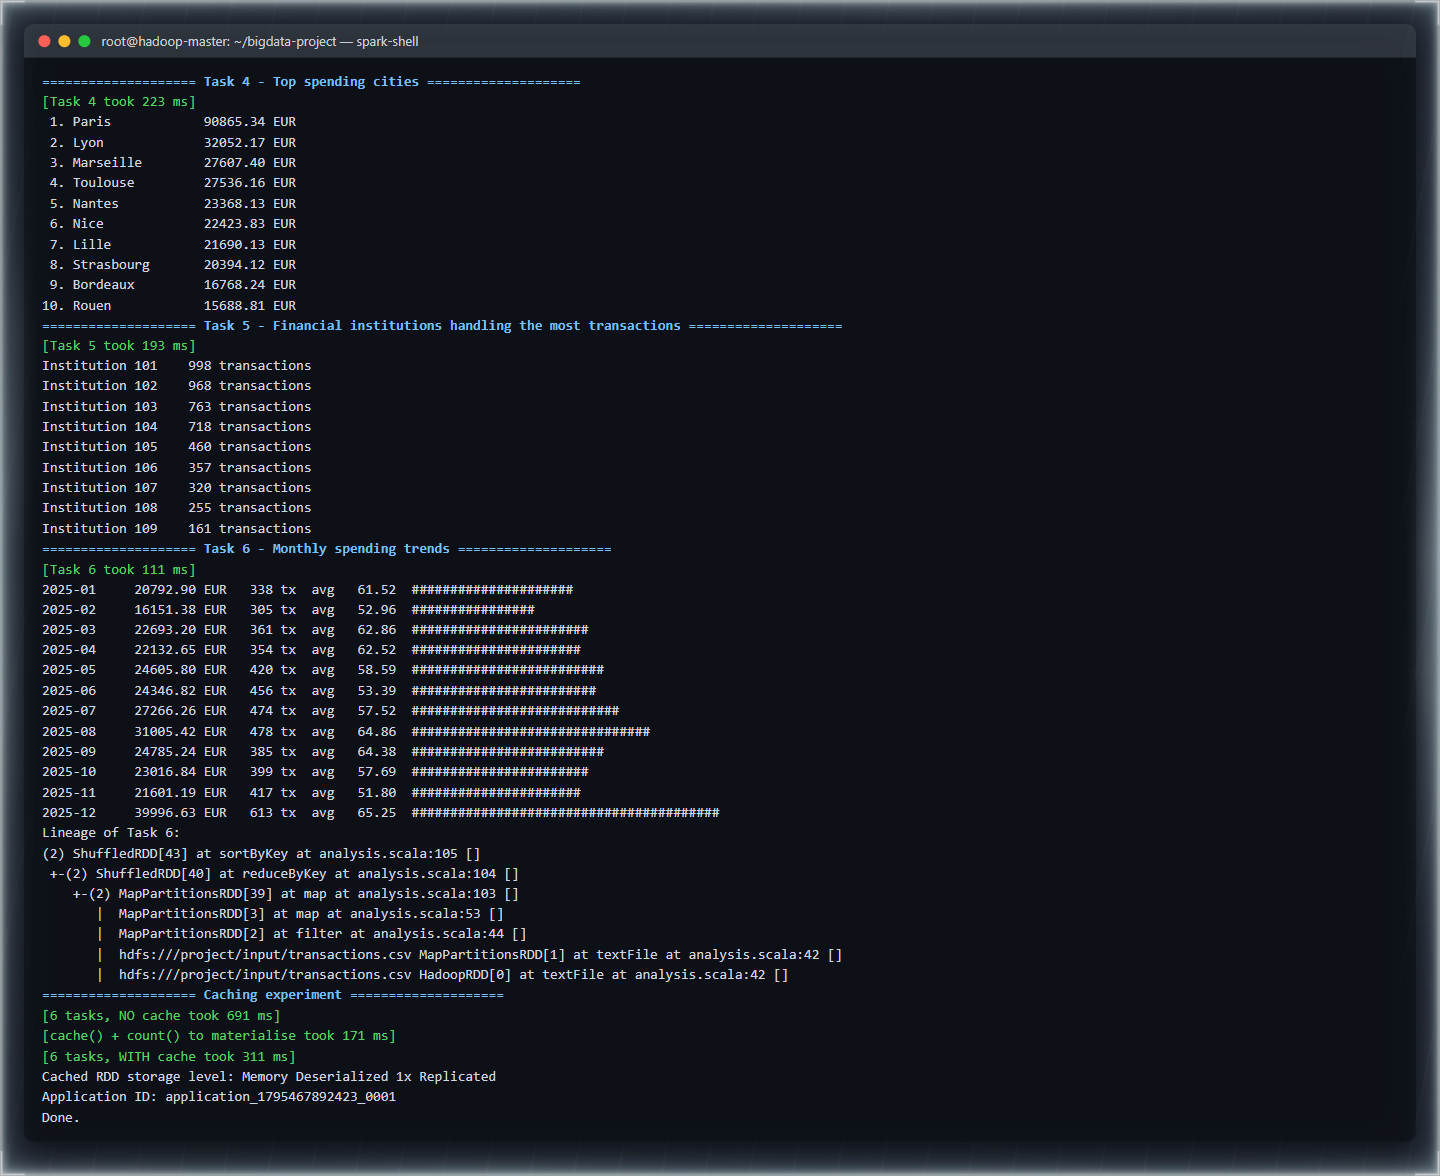 root@hadoop-master: ~/bigdata-project — spark-shell
==================== Task 4 - Top spending cities ====================
[Task 4 took 223 ms]
 1. Paris            90865.34 EUR
 2. Lyon             32052.17 EUR
 3. Marseille        27607.40 EUR
 4. Toulouse         27536.16 EUR
 5. Nantes           23368.13 EUR
 6. Nice             22423.83 EUR
 7. Lille            21690.13 EUR
 8. Strasbourg       20394.12 EUR
 9. Bordeaux         16768.24 EUR
10. Rouen            15688.81 EUR
==================== Task 5 - Financial institutions handling the most transactions ====================
[Task 5 took 193 ms]
Institution 101    998 transactions
Institution 102    968 transactions
Institution 103    763 transactions
Institution 104    718 transactions
Institution 105    460 transactions
Institution 106    357 transactions
Institution 107    320 transactions
Institution 108    255 transactions
Institution 109    161 transactions
==================== Task 6 - Monthly spending trends ====================
[Task 6 took 111 ms]
2025-01     20792.90 EUR   338 tx  avg   61.52  #####################
2025-02     16151.38 EUR   305 tx  avg   52.96  ################
2025-03     22693.20 EUR   361 tx  avg   62.86  #######################
2025-04     22132.65 EUR   354 tx  avg   62.52  ######################
2025-05     24605.80 EUR   420 tx  avg   58.59  #########################
2025-06     24346.82 EUR   456 tx  avg   53.39  ########################
2025-07     27266.26 EUR   474 tx  avg   57.52  ###########################
2025-08     31005.42 EUR   478 tx  avg   64.86  ###############################
2025-09     24785.24 EUR   385 tx  avg   64.38  #########################
2025-10     23016.84 EUR   399 tx  avg   57.69  #######################
2025-11     21601.19 EUR   417 tx  avg   51.80  ######################
2025-12     39996.63 EUR   613 tx  avg   65.25  ########################################
Lineage of Task 6:
(2) ShuffledRDD[43] at sortByKey at analysis.scala:105 []
 +-(2) ShuffledRDD[40] at reduceByKey at analysis.scala:104 []
    +-(2) MapPartitionsRDD[39] at map at analysis.scala:103 []
       |  MapPartitionsRDD[3] at map at analysis.scala:53 []
       |  MapPartitionsRDD[2] at filter at analysis.scala:44 []
       |  hdfs:///project/input/transactions.csv MapPartitionsRDD[1] at textFile at analysis.scala:42 []
       |  hdfs:///project/input/transactions.csv HadoopRDD[0] at textFile at analysis.scala:42 []
==================== Caching experiment ====================
[6 tasks, NO cache took 691 ms]
[cache() + count() to materialise took 171 ms]
[6 tasks, WITH cache took 311 ms]
Cached RDD storage level: Memory Deserialized 1x Replicated
Application ID: application_1795467892423_0001
Done.